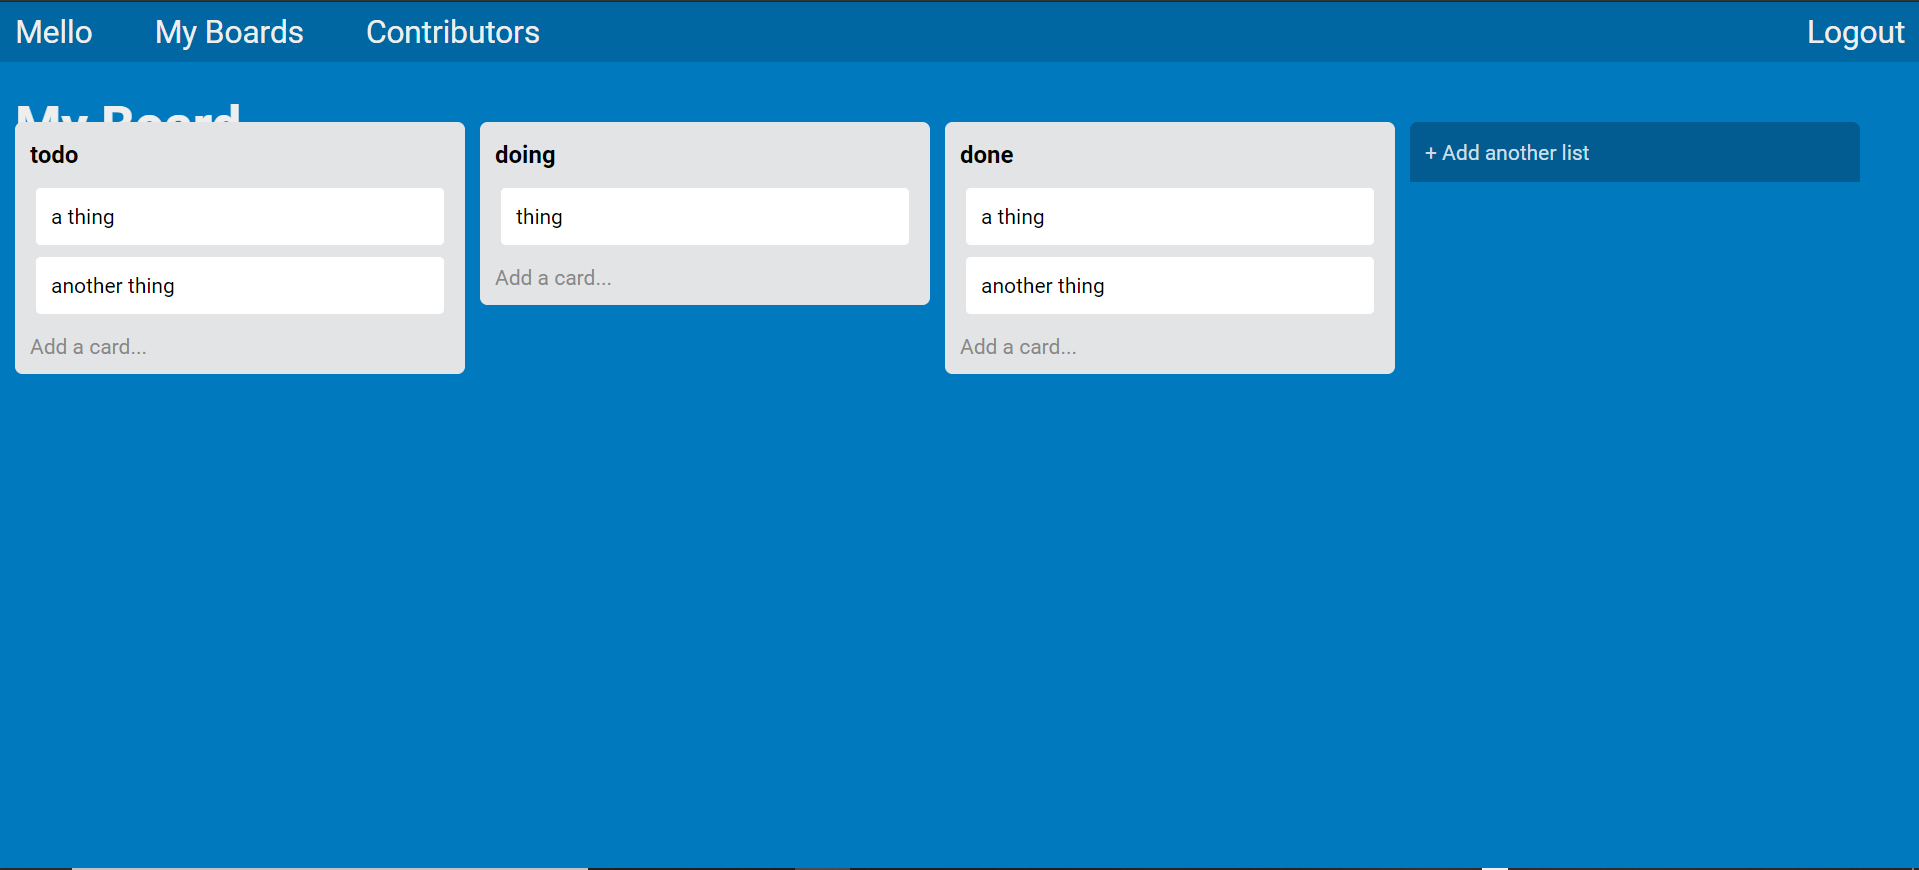 Mello My Boards Contributors Logout
My Board
todo
a thing
another thing
Add a card...
doing
thing
Add a card...
done
a thing
another thing
Add a card...
+ Add another list